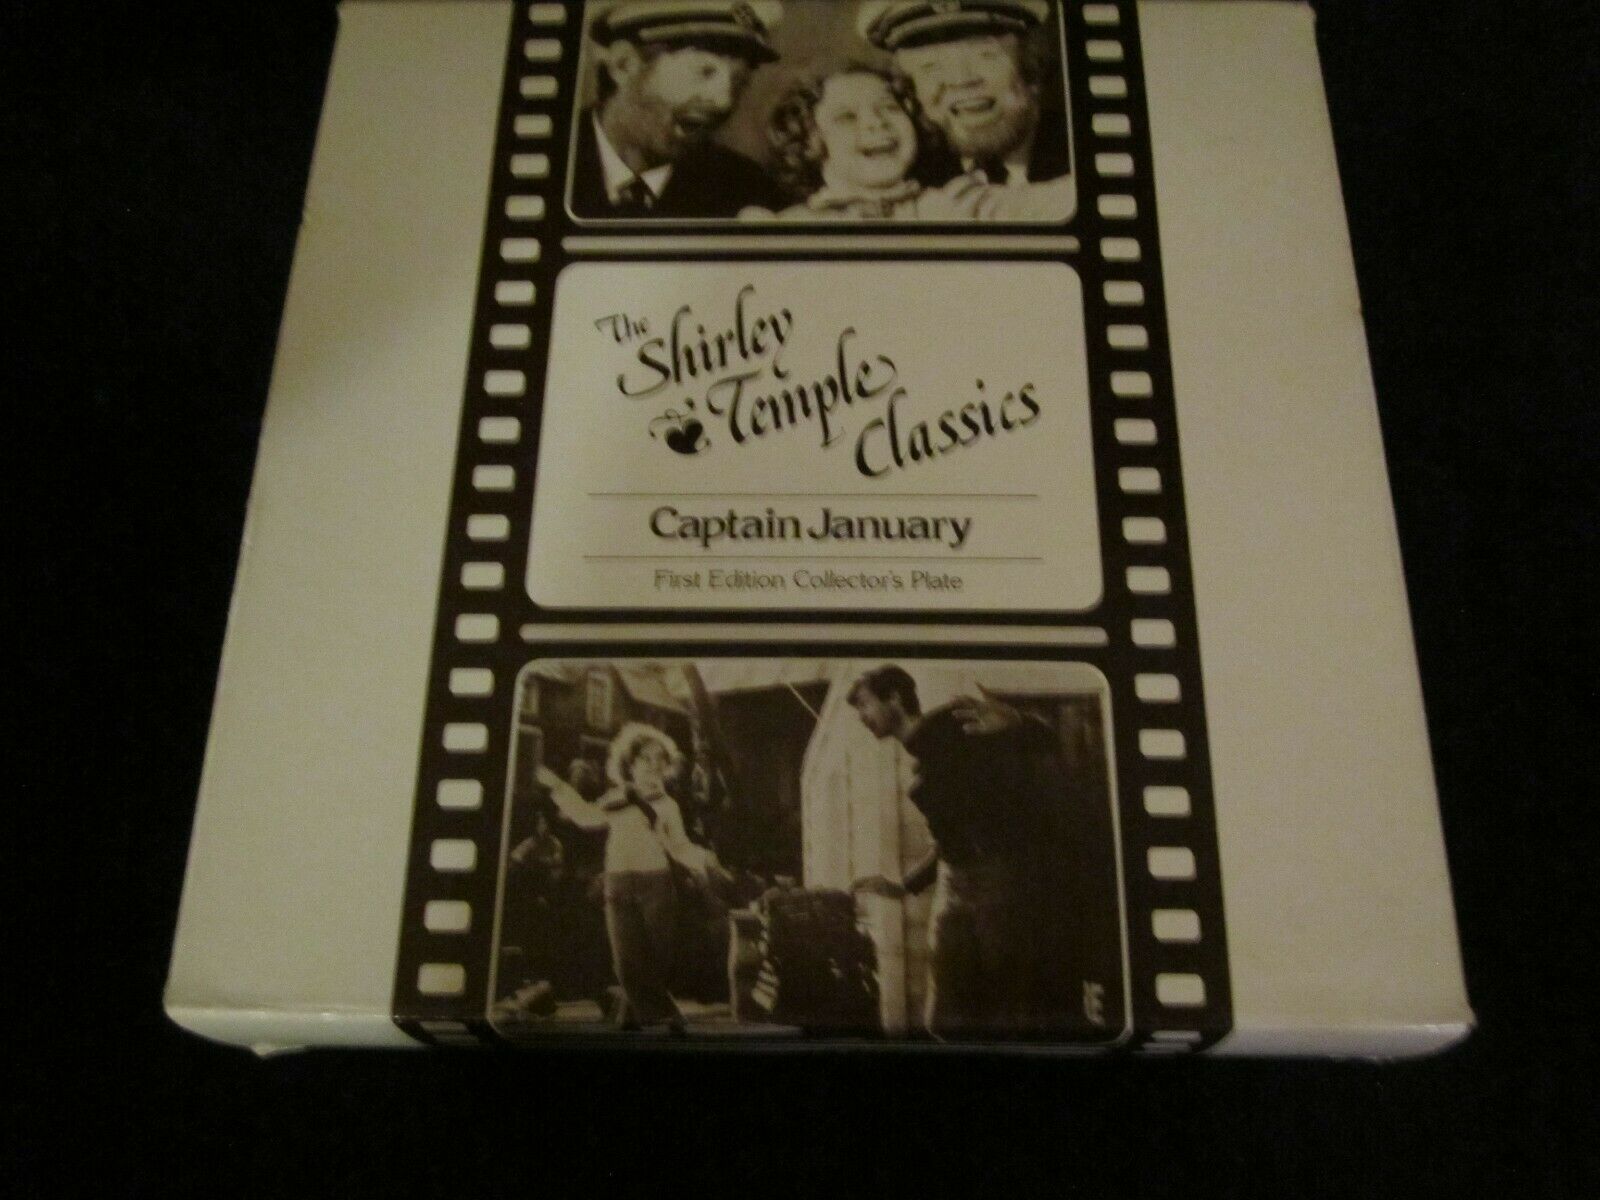 The
Shirley
Temple
Classics
Captain January
First Edition Collector's Plate